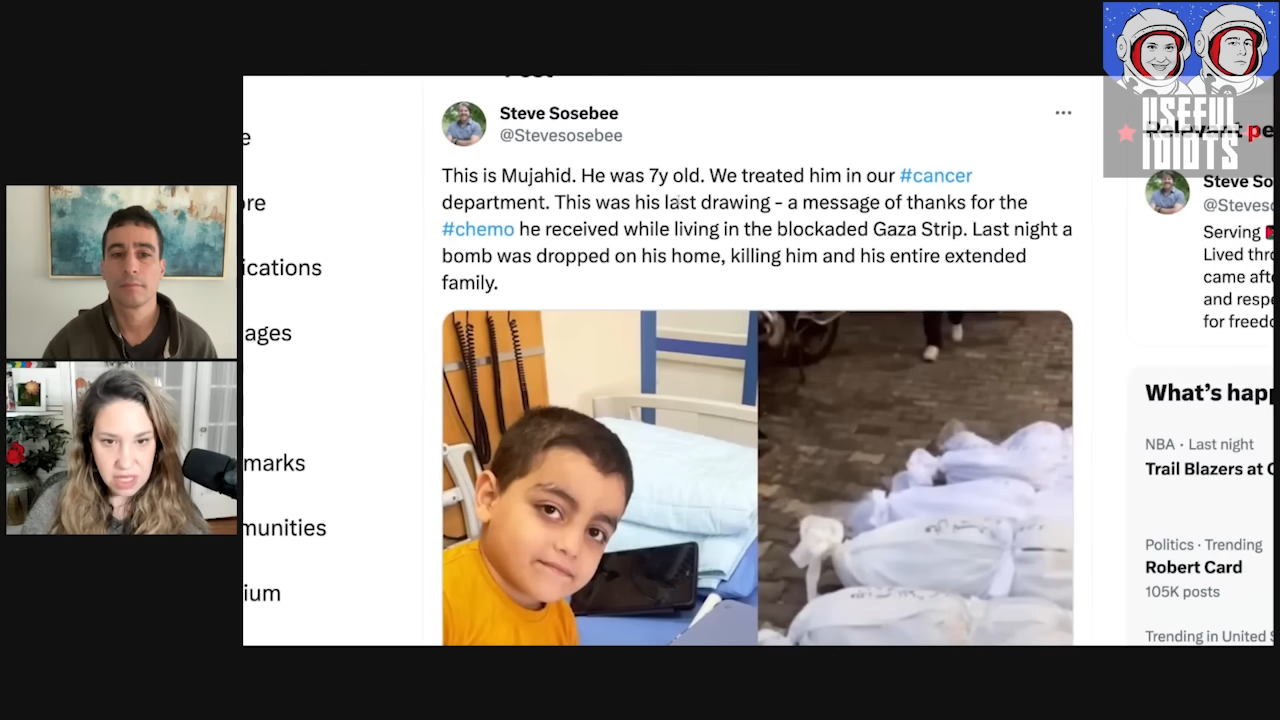 USEFUL
IDIOTS
Steve Sosebee
@Stevesosebee
This is Mujahid. He was 7y old. We treated him in our #cancer
department. This was his last drawing - a message of thanks for the
#chemo he received while living in the blockaded Gaza Strip. Last night a
bomb was dropped on his home, killing him and his entire extended
family.
e
re
ications
ages
marks
munities
ium
Relevant pe
Steve So
@Steveso
Serving
Lived thro
came afte
and respe
for freedo
What's happ
NBA · Last night
Trail Blazers at C
Politics · Trending
Robert Card
105K posts
Trending in United S